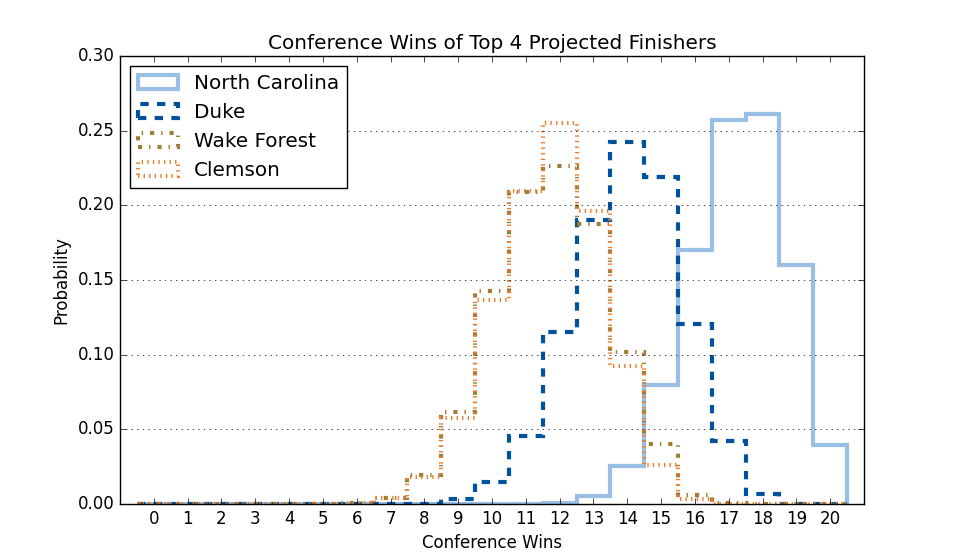 Conference Wins of Top 4 Projected Finishers
North Carolina
Duke
Wake Forest
Clemson
0.30
0.25
0.20
0.15
0.10
0.05
0.00
Probability
0 1 2 3 4 5 6 7 8 9 10 11 12 13 14 15 16 17 18 19 20
Conference Wins